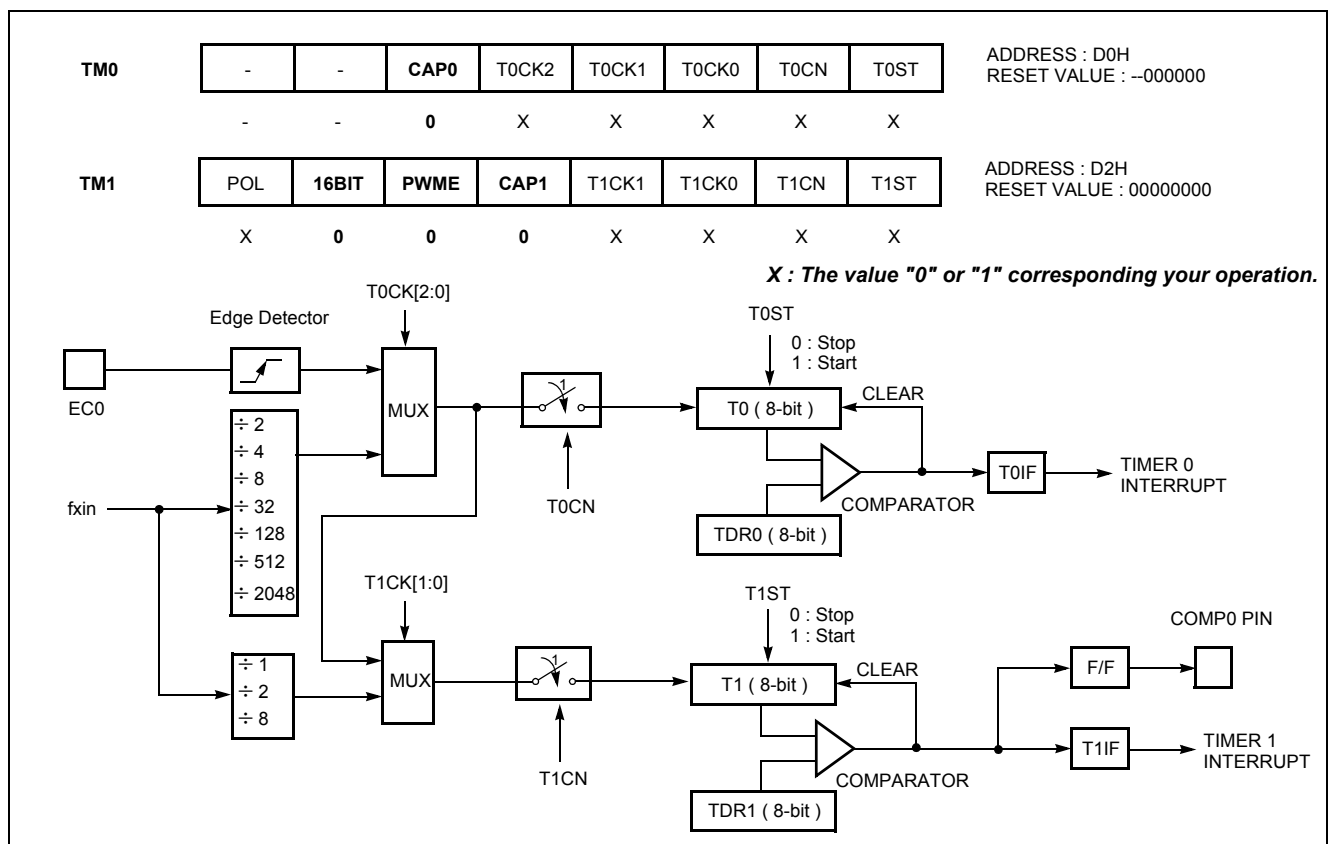 TM0 - - CAP0 T0CK2 T0CK1 T0CK0 T0CN T0ST
ADDRESS : D0H
RESET VALUE : --000000
- - 0 X X X X X
TM1 POL 16BIT PWME CAP1 T1CK1 T1CK0 T1CN T1ST
ADDRESS : D2H
RESET VALUE : 00000000
X 0 0 0 X X X X
X : The value "0" or "1" corresponding your operation.
T0CK[2:0]
Edge Detector
EC0
MUX
1
T0CN
T0ST
0 : Stop
1 : Start
T0 ( 8-bit )
CLEAR
COMPARATOR
TDR0 ( 8-bit )
T0IF
TIMER 0
INTERRUPT
fxin
÷ 2
÷ 4
÷ 8
÷ 32
÷ 128
÷ 512
÷ 2048
T1CK[1:0]
÷ 1
÷ 2
÷ 8
MUX
1
T1CN
T1ST
0 : Stop
1 : Start
T1 ( 8-bit )
CLEAR
COMPARATOR
TDR1 ( 8-bit )
COMP0 PIN
F/F
T1IF
TIMER 1
INTERRUPT